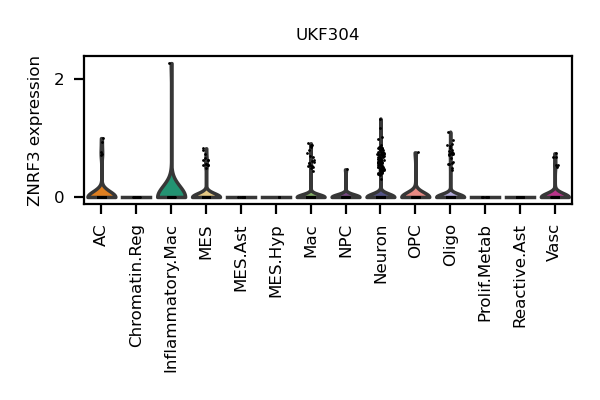 UKF304
ZNRF3 expression
2
0
AC
Chromatin.Reg
Inflammatory.Mac
MES
MES.Ast
MES.Hyp
Mac
NPC
Neuron
OPC
Oligo
Prolif.Metab
Reactive.Ast
Vasc